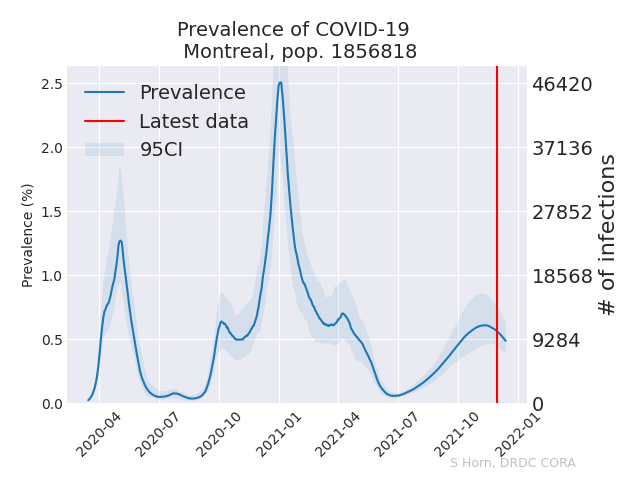 Prevalence of COVID-19
Montreal, pop. 1856818
Prevalence
Latest data
95CI
Prevalence (%)
2.5
2.0
1.5
1.0
0.5
0.0
46420
37136
27852
18568
9284
0
# of infections
2020-04
2020-07
2020-10
2021-01
2021-04
2021-07
2021-10
2022-01
S Horn, DRDC CORA